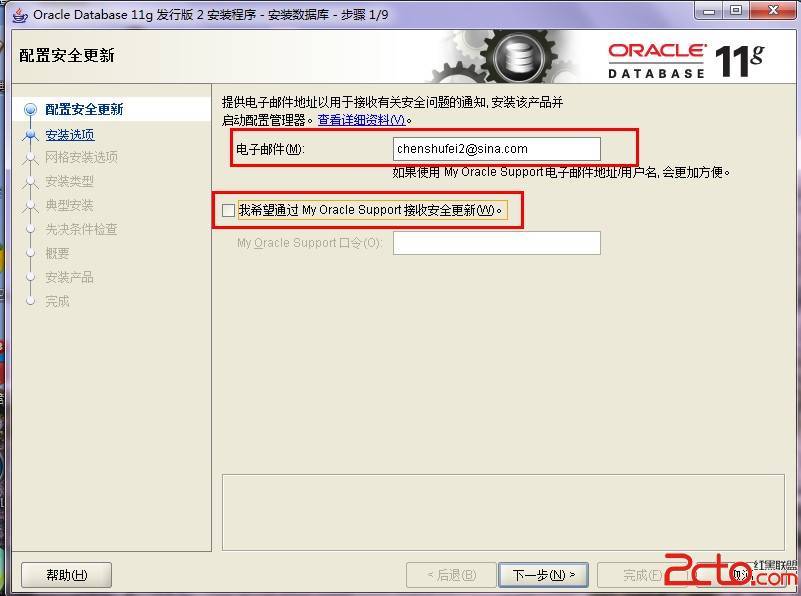 Oracle Database 11g 发行版 2 安装程序 - 安装数据库 - 步骤 1/9
配置安全更新
ORACLE 11g
DATABASE
配置安全更新
安装选项
网格安装选项
安装类型
典型安装
先决条件检查
概要
安装产品
完成
提供电子邮件地址以用于接收有关安全问题的通知, 安装该产品并
启动配置管理器。查看详细资料(V)。
电子邮件(M): chenshufei2@sina.com
如果使用 My Oracle Support 电子邮件地址/用户名, 会更加方便。
我希望通过 My Oracle Support 接收安全更新(W)。
My Oracle Support 口令(O):
帮助(H)
< 后退(B)
下一步(N) >
完成(F)
取消
2cto.com
红黑联盟